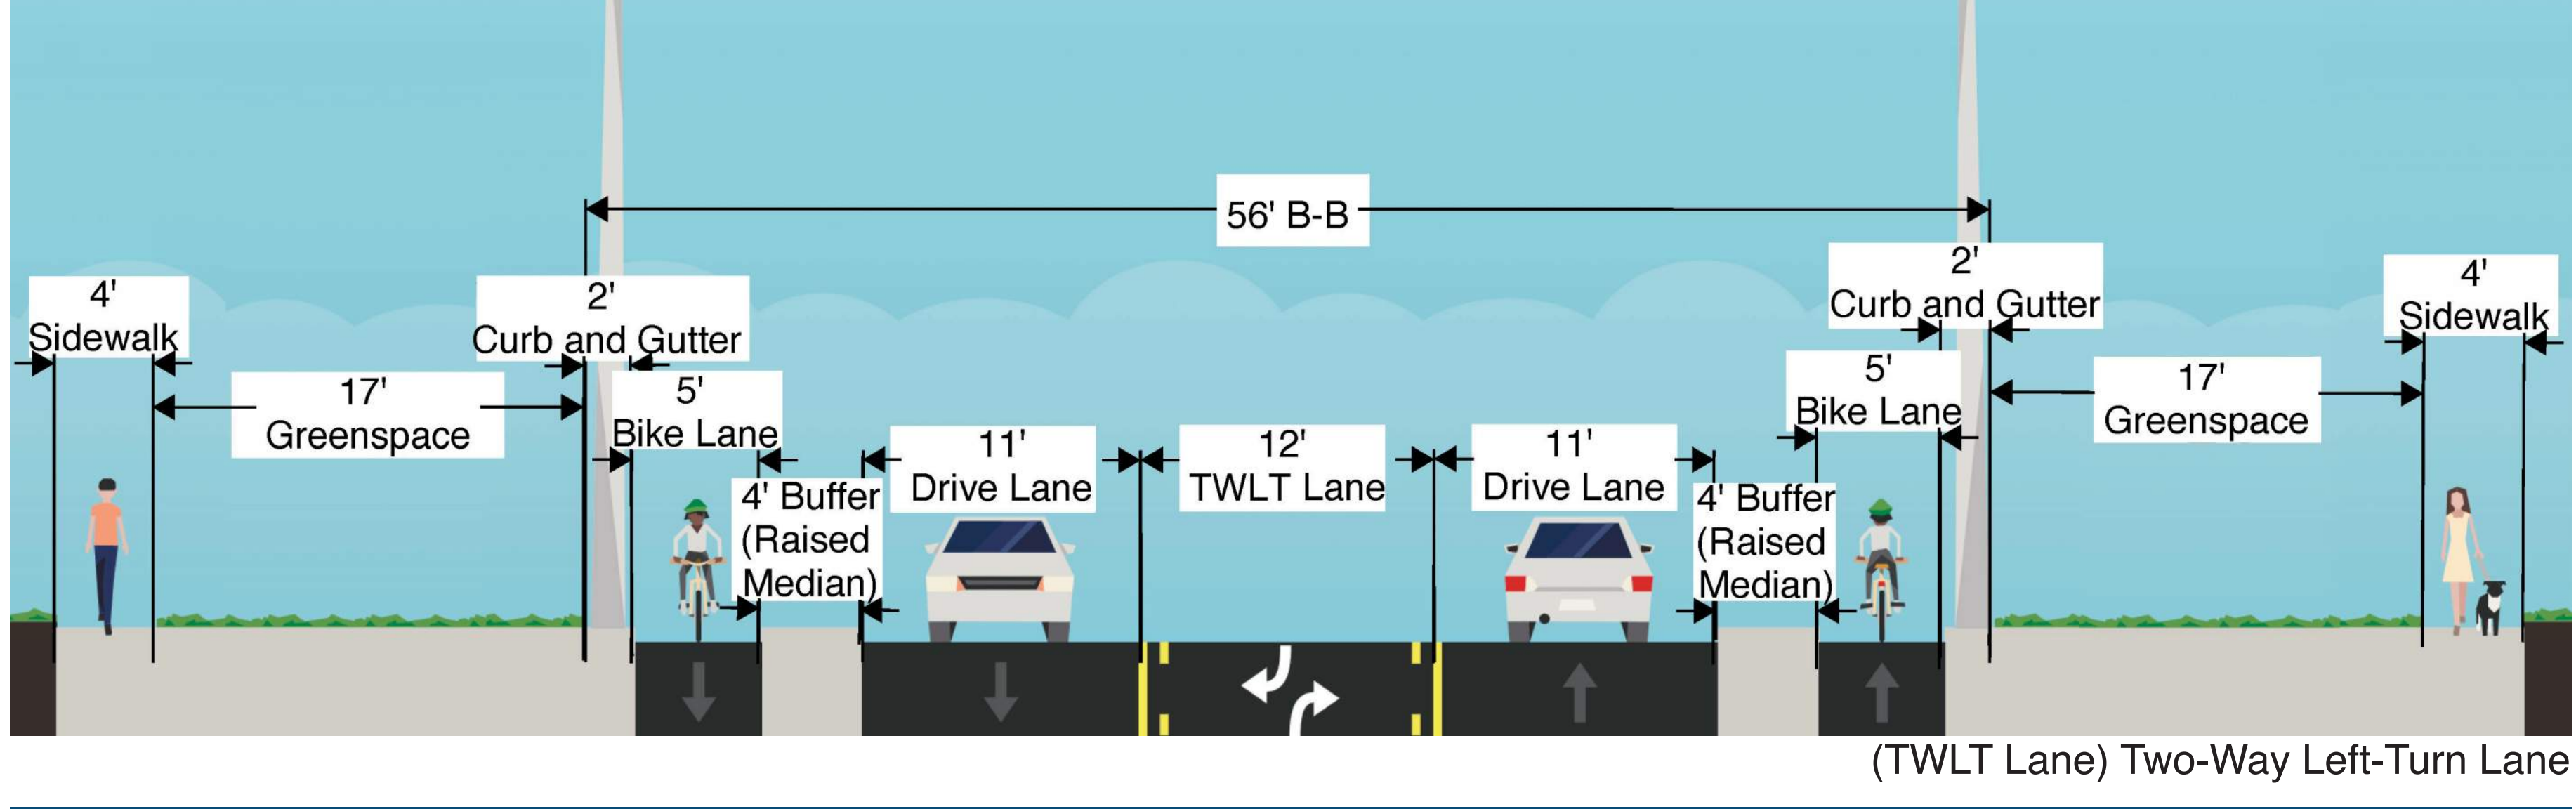 56' B-B
4'
Sidewalk
17'
Greenspace
2'
Curb and Gutter
5'
Bike Lane
4' Buffer
(Raised
Median)
11'
Drive Lane
12'
TWLT Lane
11'
Drive Lane
4' Buffer
(Raised
Median)
5'
Bike Lane
2'
Curb and Gutter
17'
Greenspace
4'
Sidewalk
(TWLT Lane) Two-Way Left-Turn Lane